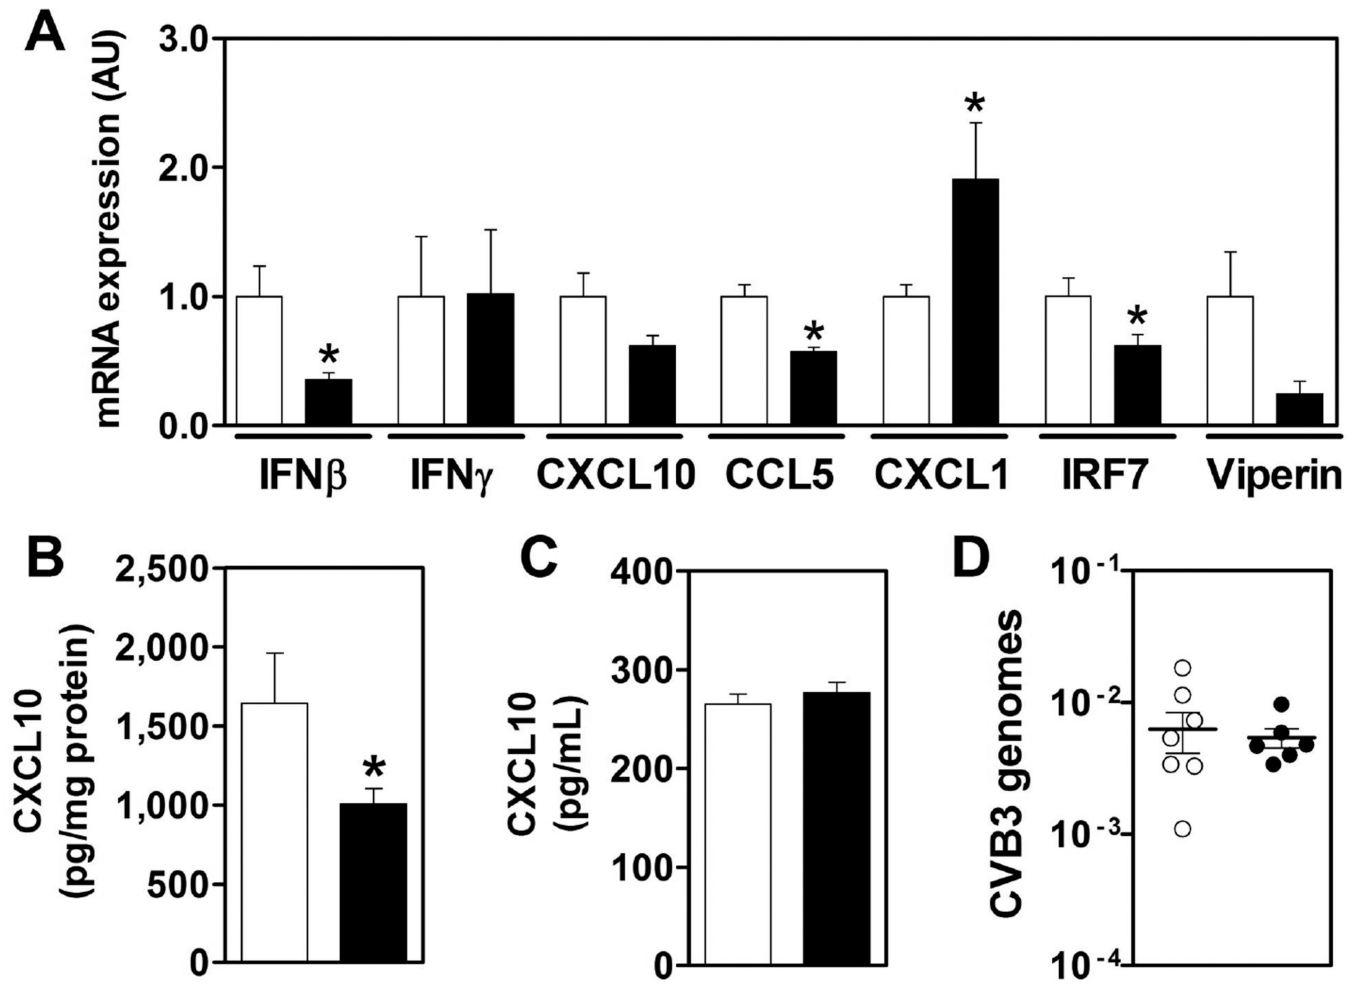 A
mRNA expression (AU)
3.0
2.0
1.0
0.0
*
*
*
*
IFNβ IFNγ CXCL10 CCL5 CXCL1 IRF7 Viperin
B
CXCL10
(pg/mg protein)
2,500
2,000
1,500
1,000
500
0
*
C
CXCL10
(pg/mL)
400
300
200
100
0
D
CVB3 genomes
10⁻¹
10⁻²
10⁻³
10⁻⁴